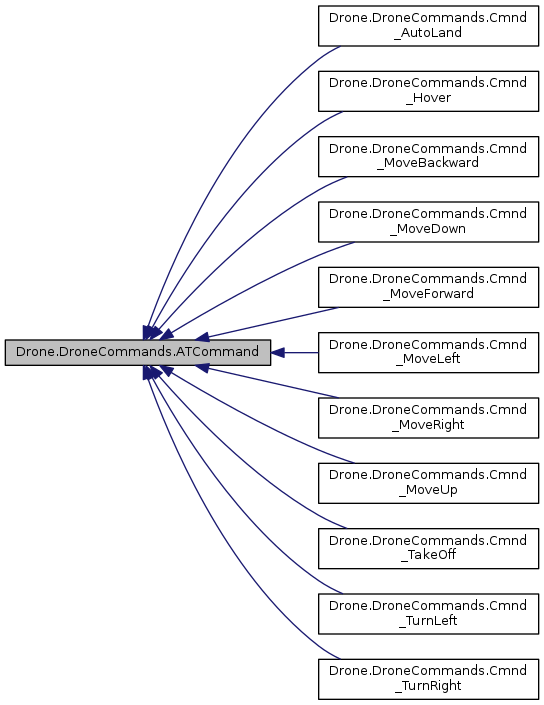 Drone.DroneCommands.Cmnd
_AutoLand
Drone.DroneCommands.Cmnd
_Hover
Drone.DroneCommands.Cmnd
_MoveBackward
Drone.DroneCommands.Cmnd
_MoveDown
Drone.DroneCommands.Cmnd
_MoveForward
Drone.DroneCommands.ATCommand
Drone.DroneCommands.Cmnd
_MoveLeft
Drone.DroneCommands.Cmnd
_MoveRight
Drone.DroneCommands.Cmnd
_MoveUp
Drone.DroneCommands.Cmnd
_TakeOff
Drone.DroneCommands.Cmnd
_TurnLeft
Drone.DroneCommands.Cmnd
_TurnRight